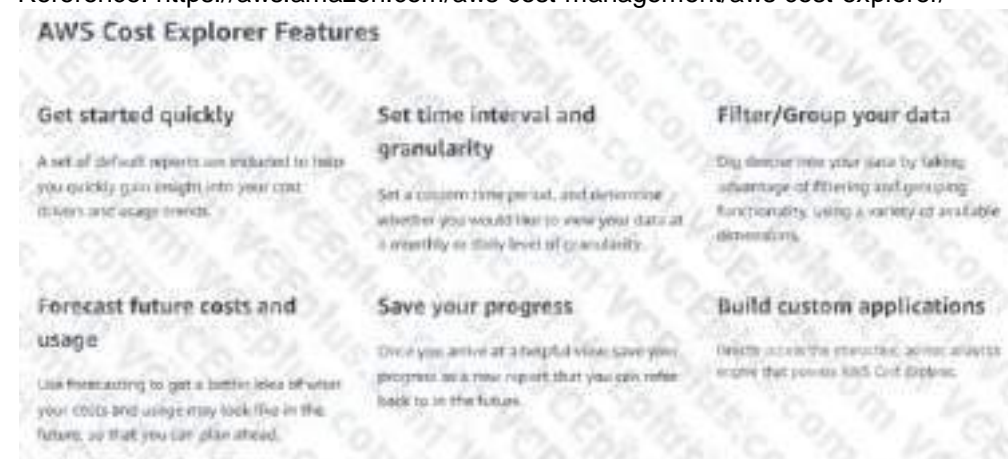 Reference: https://aws.amazon.com/aws-cost-management/aws-cost-explorer/
AWS Cost Explorer Features
Get started quickly
A set of default reports are included to help
you quickly gain insight into your cost
drivers and usage trends.
Set time interval and
granularity
Set a custom time period, and determine
whether you would like to view your data at
a monthly or daily level of granularity.
Filter/Group your data
Dig deeper into your data by taking
advantage of filtering and grouping
functionality, using a variety of available
dimensions.
Forecast future costs and
usage
Use forecasting to get a better idea of what
your costs and usage may look like in the
future, so that you can plan ahead.
Save your progress
Once you arrive at a helpful view, save your
progress as a new report that you can refer
back to in the future.
Build custom applications
Directly access the interactive, ad-hoc analytics
engine that powers AWS Cost Explorer.